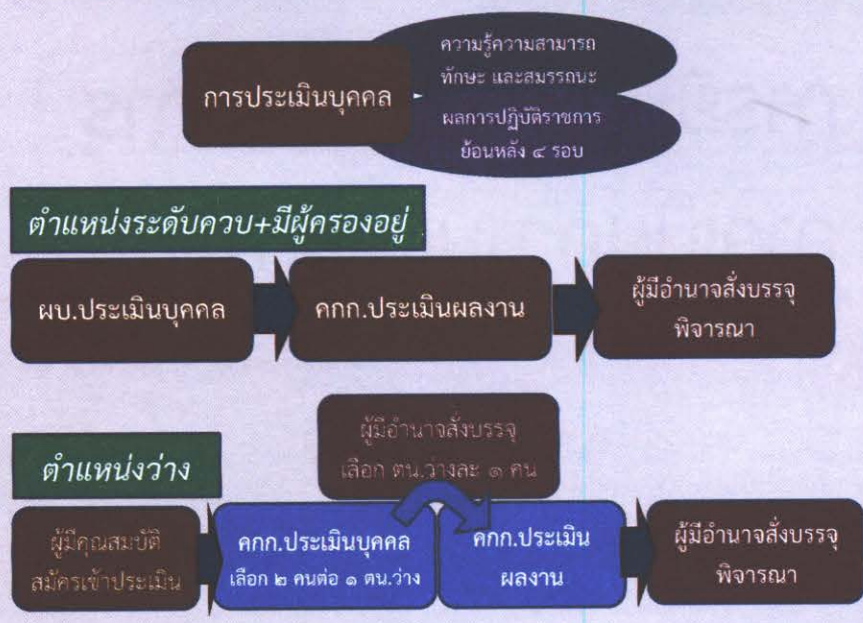 การประเมินบุคคล
ความรู้ความสามารถ
ทักษะ และสมรรถนะ
ผลการปฏิบัติราชการ
ย้อนหลัง ๔ รอบ
ตำแหน่งระดับควบ+มีผู้ครองอยู่
ผบ.ประเมินบุคคล
คกก.ประเมินผลงาน
ผู้มีอำนาจสั่งบรรจุ
พิจารณา
ตำแหน่งว่าง
ผู้มีอำนาจสั่งบรรจุ
เลือก ตน.ว่างละ ๑ คน
ผู้มีคุณสมบัติ
สมัครเข้าประเมิน
คกก.ประเมินบุคคล
เลือก ๒ คนต่อ ๑ ตน.ว่าง
คกก.ประเมิน
ผลงาน
ผู้มีอำนาจสั่งบรรจุ
พิจารณา